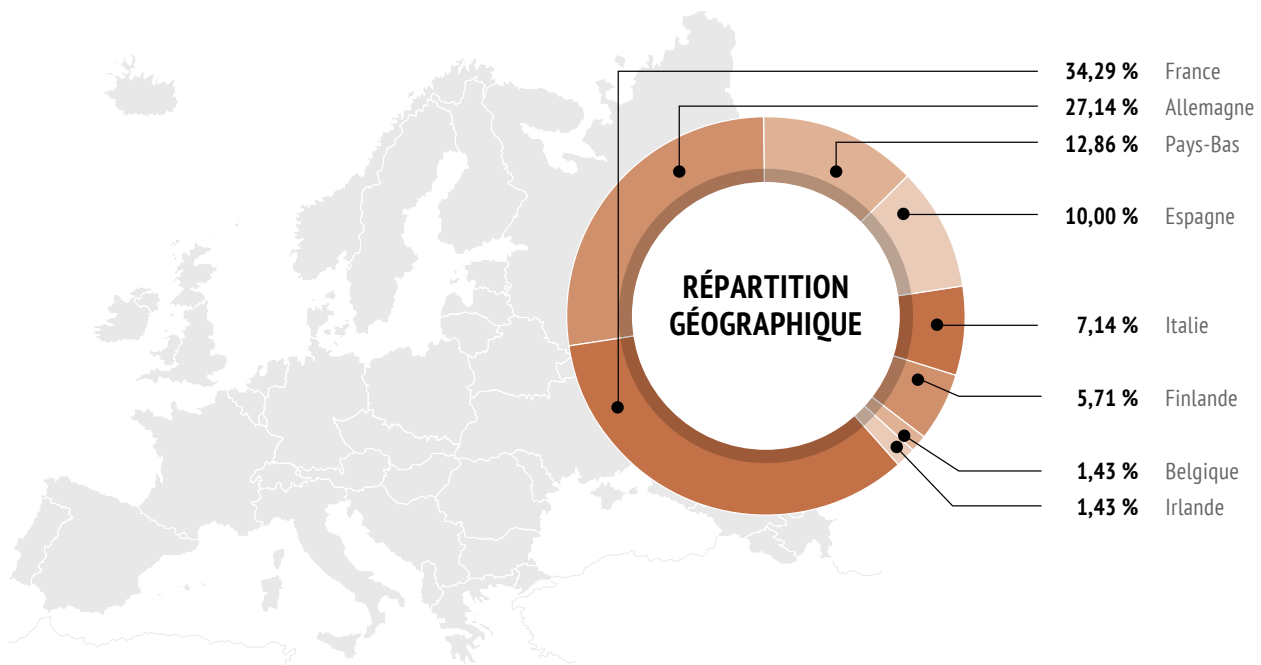 RÉPARTITION
GÉOGRAPHIQUE
34,29 % France
27,14 % Allemagne
12,86 % Pays-Bas
10,00 % Espagne
7,14 % Italie
5,71 % Finlande
1,43 % Belgique
1,43 % Irlande